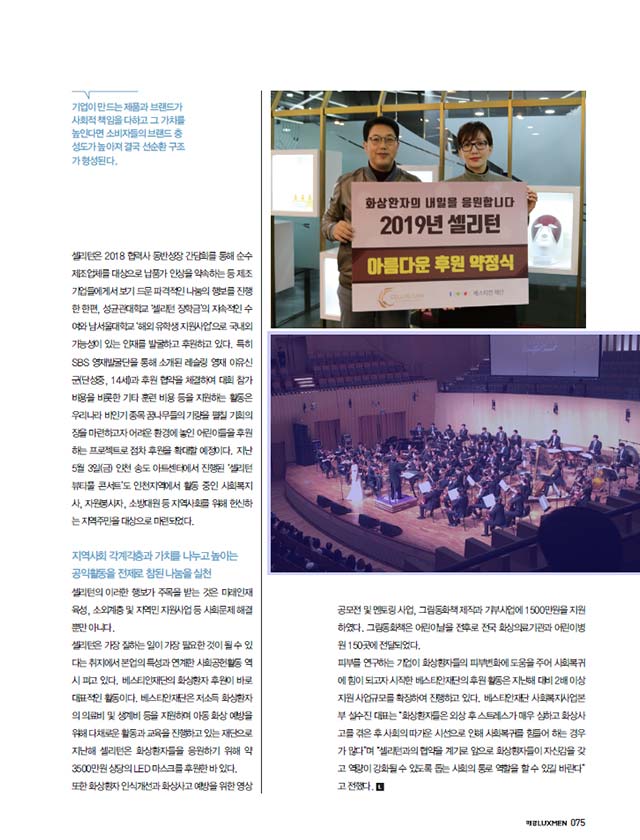 기업이 만드는 제품과 브랜드가
사회적 책임을 다하고 그 가치를
높인다면 소비자들의 브랜드 충
성도가 높아져 결국 선순환 구조
가 형성된다.
화상환자의 내일을 응원합니다
2019년 셀리턴
아름다운 후원 약정식
CELLRETURN
베스티안 재단
셀리턴은 2018 협력사 동반성장 간담회를 통해 순수
제조업체를 대상으로 납품가 인상을 약속하는 등 제조
기업들에게서 보기 드문 파격적인 나눔의 행보를 진행
한 한편, 성균관대학교 '셀리턴 장학금'의 지속적인 수
여와 남서울대학교 '해외 유학생 지원사업'으로 국내외
가능성이 있는 인재를 발굴하고 후원하고 있다. 특히
SBS 영재발굴단을 통해 소개된 레슬링 영재 이유신
군(단성중, 14세)과 후원 협약을 체결하여 대회 참가
비용을 비롯한 기타 훈련 비용 등을 지원하는 활동은
우리나라 비인기 종목 꿈나무들의 기량을 펼칠 기회의
장을 마련하고자 어려운 환경에 놓인 어린이들을 후원
하는 프로젝트로 점차 후원을 확대할 예정이다. 지난
5월 3일(금) 인천 송도 아트센터에서 진행된 '셀리턴
뷰티풀 콘서트'도 인천지역에서 활동 중인 사회복지
사, 자원봉사자, 소방대원 등 지역사회를 위해 헌신하
는 지역주민을 대상으로 마련되었다.
지역사회 각계각층과 가치를 나누고 높이는
공익활동을 전제로 참된 나눔을 실천
셀리턴의 이러한 행보가 주목을 받는 것은 미래인재
육성, 소외계층 및 지역민 지원사업 등 사회문제 해결
뿐만 아니다.
셀리턴은 가장 잘하는 일이 가장 필요한 것이 될 수 있
다는 취지에서 본업의 특성과 연계한 사회공헌활동 역
시 펴고 있다. 베스티안재단의 화상환자 후원이 바로
대표적인 활동이다. 베스티안재단은 저소득 화상환자
의 의료비 및 생계비 등을 지원하며 아동 화상 예방을
위해 다채로운 활동과 교육을 진행하고 있는 재단으로
지난해 셀리턴은 화상환자들을 응원하기 위해 약
3500만원 상당의 LED 마스크를 후원한 바 있다.
또한 화상환자 인식개선과 화상사고 예방을 위한 영상
공모전 및 멘토링 사업, 그림동화책 제작과 기부사업에 1500만원을 지원
하였다. 그림동화책은 어린이날을 전후로 전국 화상의료기관과 어린이병
원 150곳에 전달되었다.
피부를 연구하는 기업이 화상환자들의 피부변화에 도움을 주어 사회복귀
에 힘이 되고자 시작한 베스티안재단의 후원 활동은 지난해 대비 2배 이상
지원 사업규모를 확장하여 진행하고 있다. 베스티안재단 사회복지사업본
부 설수진 대표는 "화상환자들은 외상 후 스트레스가 매우 심하고 화상사
고를 겪은 후 사회의 따가운 시선으로 인해 사회복귀를 힘들어 하는 경우
가 많다"며 "셀리턴과의 협약을 계기로 앞으로 화상환자들이 자신감을 갖
고 역량이 강화될 수 있도록 돕는 사회의 통로 역할을 할 수 있길 바란다"
고 전했다. L
매경LUXMEN 075